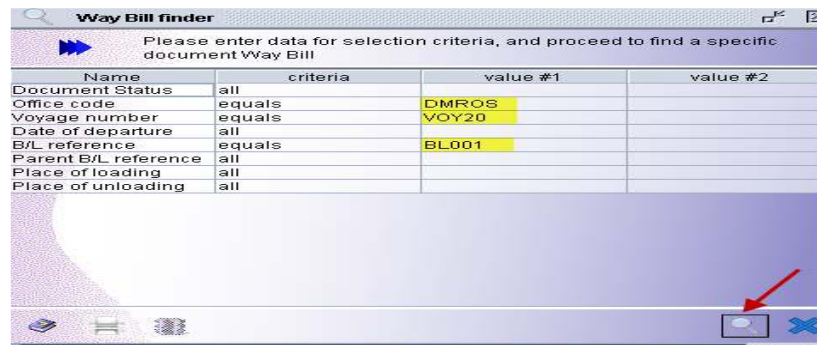 Way Bill finder
Please enter data for selection criteria, and proceed to find a specific
document Way Bill
Name criteria value #1 value #2
Document Status all
Office code equals DMROS
Voyage number equals VOY20
Date of departure all
B/L reference equals BL001
Parent B/L reference all
Place of loading all
Place of unloading all